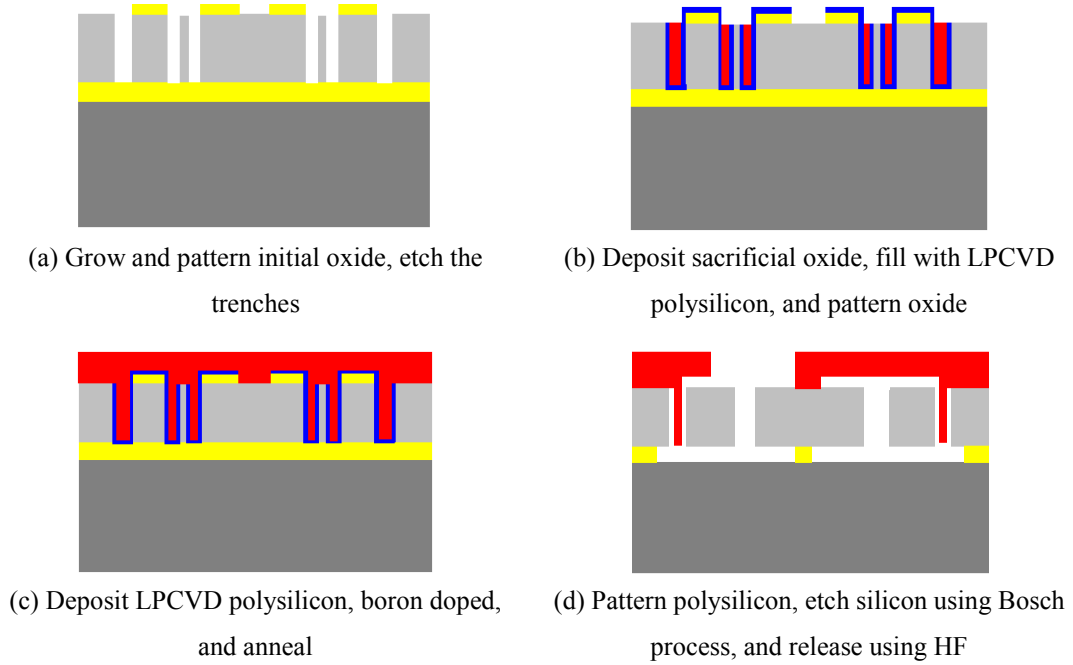 (a) Grow and pattern initial oxide, etch the
trenches
(b) Deposit sacrificial oxide, fill with LPCVD
polysilicon, and pattern oxide
(c) Deposit LPCVD polysilicon, boron doped,
and anneal
(d) Pattern polysilicon, etch silicon using Bosch
process, and release using HF